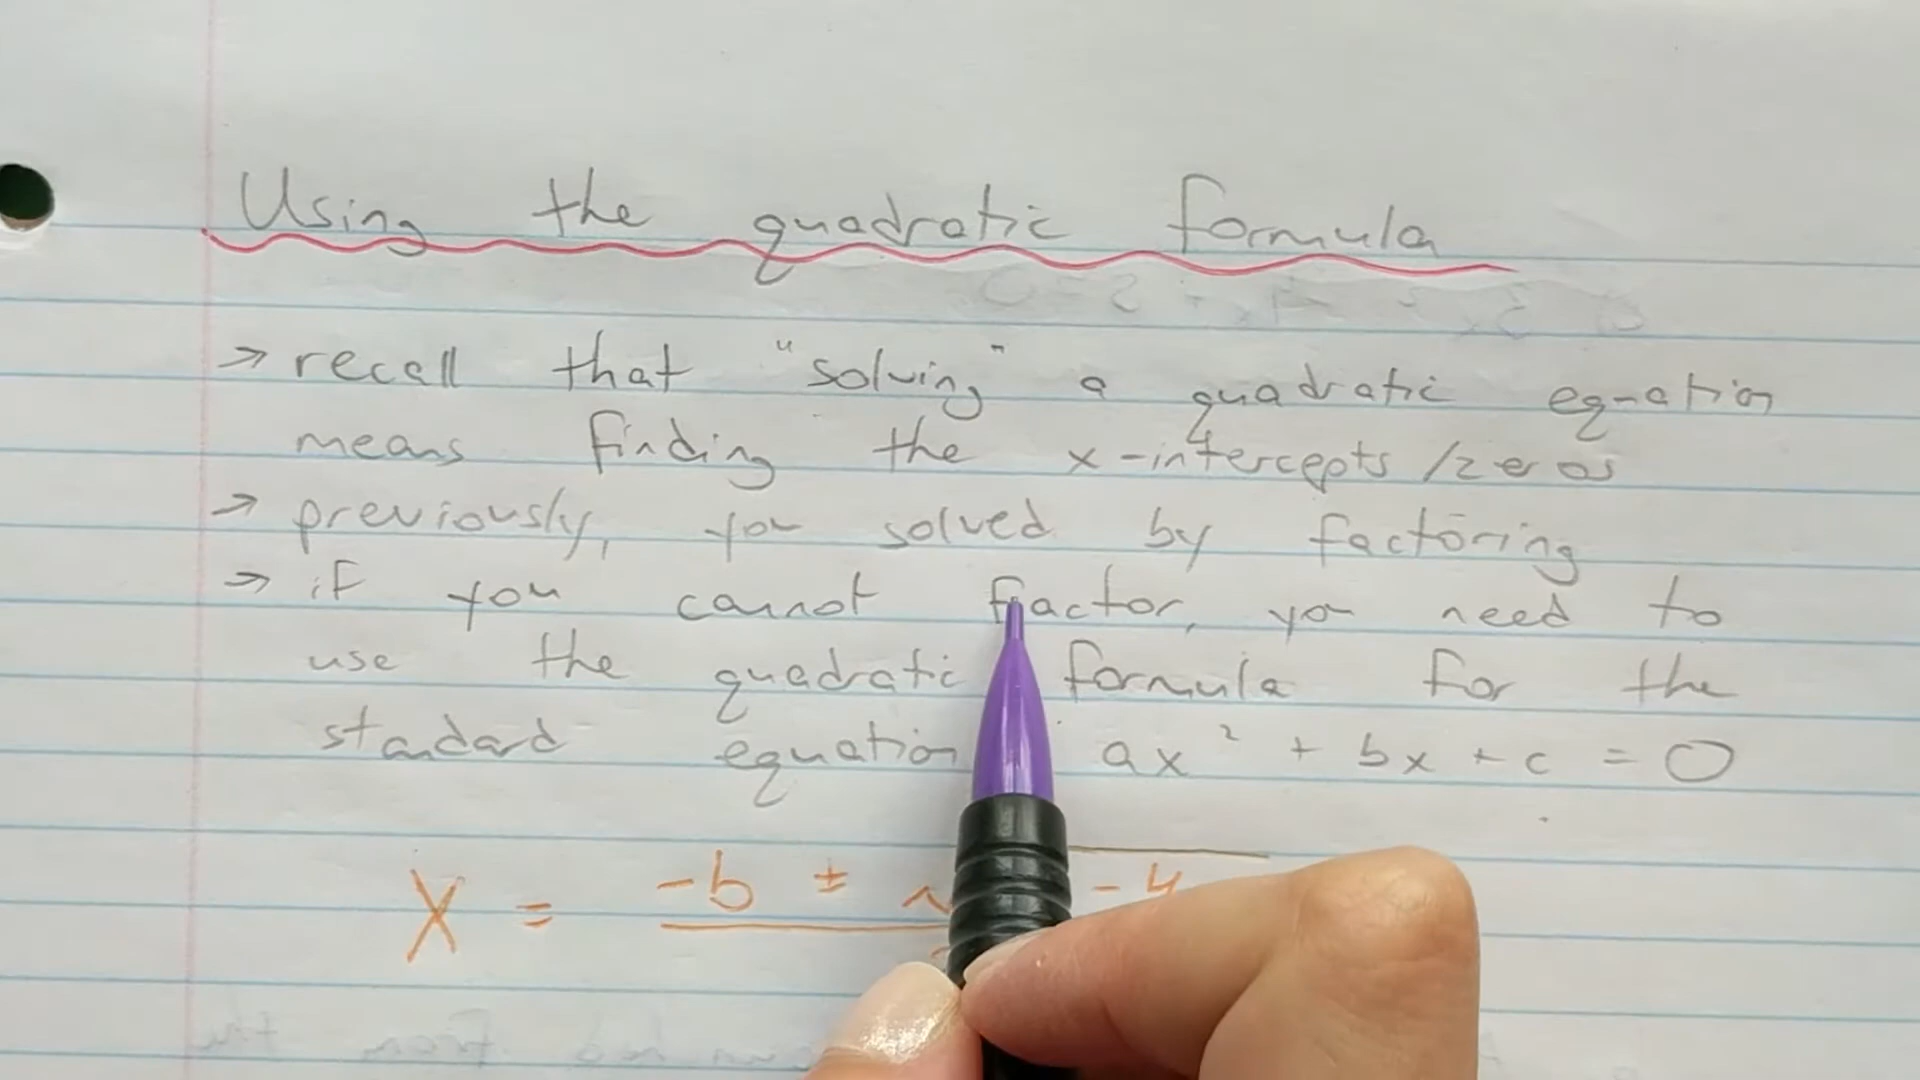 Using the quadratic formula
→ recall that "solving" a quadratic equation
means finding the x-intercepts/zeros
→ previously, you solved by factoring
→ if you cannot factor, you need to
use the quadratic formula for the
standard equation ax² + bx + c = 0
X = -b ± √ - 4